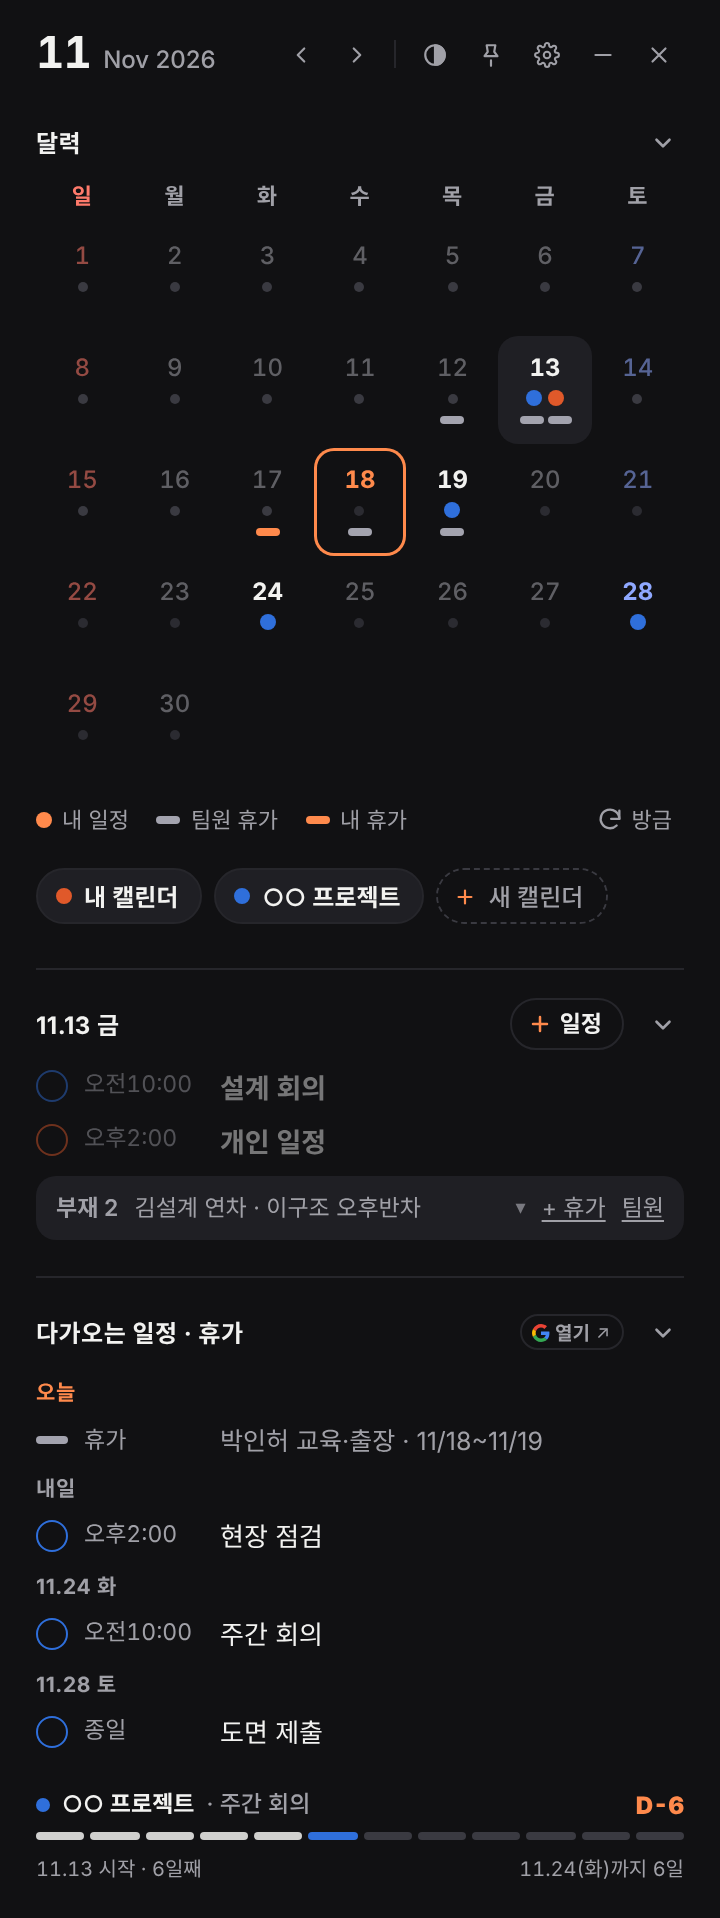 11 Nov 2026
달력
일 월 화 수 목 금 토
1 2 3 4 5 6 7
8 9 10 11 12 13 14
15 16 17 18 19 20 21
22 23 24 25 26 27 28
29 30
내 일정 팀원 휴가 내 휴가 방금
내 캘린더 ○○ 프로젝트 + 새 캘린더
11.13 금 + 일정
오전10:00 설계 회의
오후2:00 개인 일정
부재 2 김설계 연차 · 이구조 오후반차 ▾ + 휴가 팀원
다가오는 일정 · 휴가 G 열기 ↗
오늘
휴가 박인허 교육·출장 · 11/18~11/19
내일
오후2:00 현장 점검
11.24 화
오전10:00 주간 회의
11.28 토
종일 도면 제출
○○ 프로젝트 · 주간 회의 D-6
11.13 시작 · 6일째 11.24(화)까지 6일